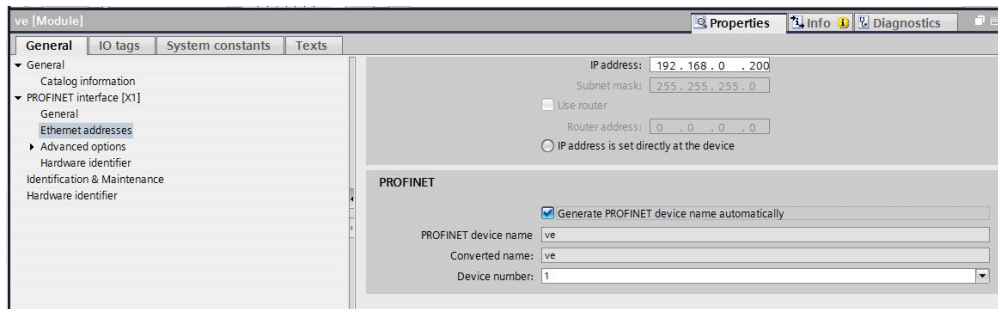 ve [Module]
Properties
Info
Diagnostics
General
IO tags
System constants
Texts
General
Catalog information
PROFINET interface [X1]
General
Ethernet addresses
Advanced options
Hardware identifier
Identification & Maintenance
Hardware identifier
IP address: 192 . 168 . 0 . 200
Subnet mask: 255 . 255 . 255 . 0
Use router
Router address: 0 . 0 . 0 . 0
IP address is set directly at the device
PROFINET
Generate PROFINET device name automatically
PROFINET device name ve
Converted name: ve
Device number: 1